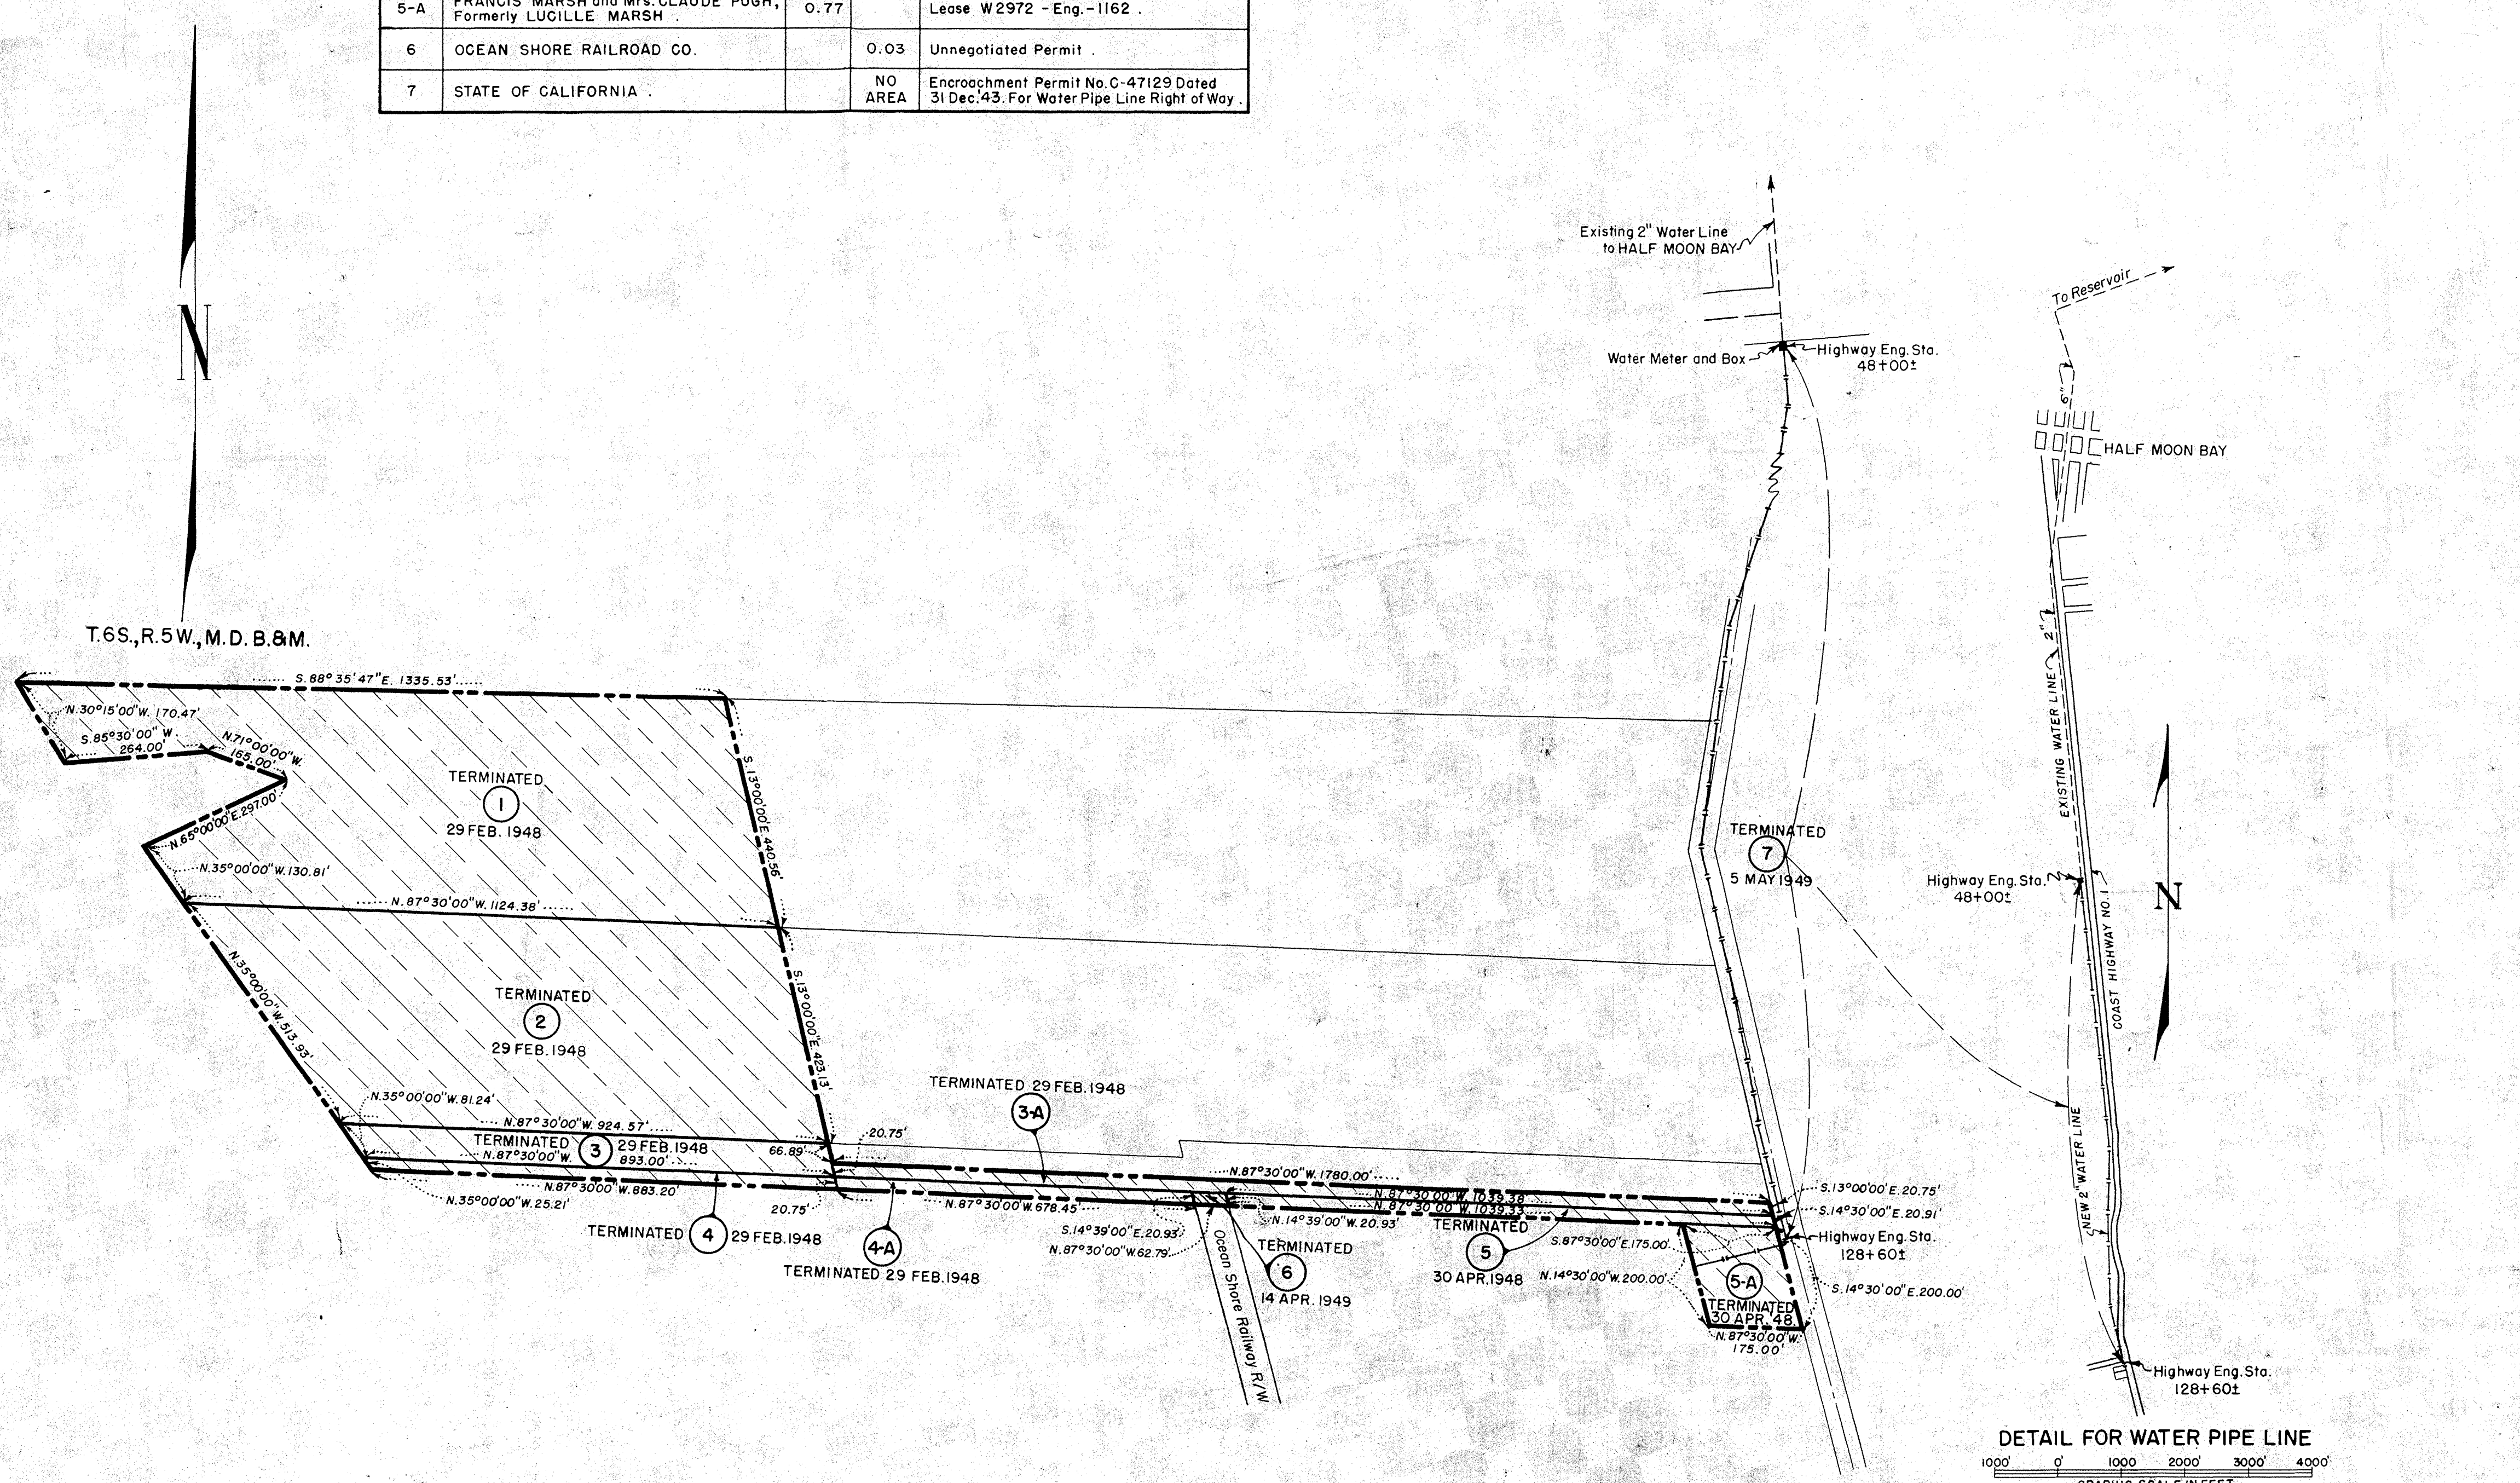 5-A FRANCIS MARSH and Mrs. CLAUDE PUGH, 0.77 Lease W2972 - Eng. - 1162 .
Formerly LUCILLE MARSH .
6 OCEAN SHORE RAILROAD CO. 0.03 Unnegotiated Permit .
7 STATE OF CALIFORNIA . NO AREA Encroachment Permit No. C-47129 Dated
31 Dec.'43. For Water Pipe Line Right of Way .
N
T.6S., R.5W., M.D.B.&M.
S.88°35'47"E. 1335.53'
N.30°15'00"W. 170.47'
S.85°30'00" W.
264.00'
N.71°00'00"W.
165.00'
N.65°00'00"E.297.00'
N.35°00'00"W.130.81'
TERMINATED
1
29 FEB. 1948
S.13°00'00"E.440.56'
N.87°30'00"W.1124.38'
N.35°00'00"W.513.93'
TERMINATED
2
29 FEB.1948
S.13°00'00"E.423.13'
N.35°00'00"W.81.24'
N.87°30'00"W. 924.57'
TERMINATED 3 29 FEB.1948
N.87°30'00"W. 893.00'
66.89'
20.75'
N.87°30'00"W.883.20'
N.35°00'00"W.25.21'
20.75'
TERMINATED 4 29 FEB.1948
TERMINATED 29 FEB.1948
3-A
4-A
TERMINATED 29 FEB.1948
N.87°30'00"W.678.45'
N.87°30'00"W.1780.00'
N.87°30'00"W.1039.38'
N.87°30'00"W.1039.33'
S.14°39'00"E.20.93'
N.87°30'00"W.62.79'
N.14°39'00"W.20.93'
Ocean Shore Railway R/W
TERMINATED
6
14 APR. 1949
TERMINATED
5
30 APR.1948
S.87°30'00"E.175.00'
N.14°30'00"W.200.00'
5-A
TERMINATED
30 APR.'48.
N.87°30'00"W.
175.00'
S.13°00'00"E.20.75'
S.14°30'00"E.20.91'
Highway Eng. Sta.
128+60±
S.14°30'00"E.200.00'
Existing 2" Water Line
to HALF MOON BAY
Water Meter and Box
Highway Eng. Sta.
48+00±
TERMINATED
7
5 MAY 1949
To Reservoir
6"
HALF MOON BAY
EXISTING WATER LINE 2"
Highway Eng. Sta.
48+00±
COAST HIGHWAY NO.1
N
NEW 2" WATER LINE
Highway Eng. Sta.
128+60±
DETAIL FOR WATER PIPE LINE
1000' 0' 1000' 2000' 3000' 4000'
GRAPHIC SCALE IN FEET